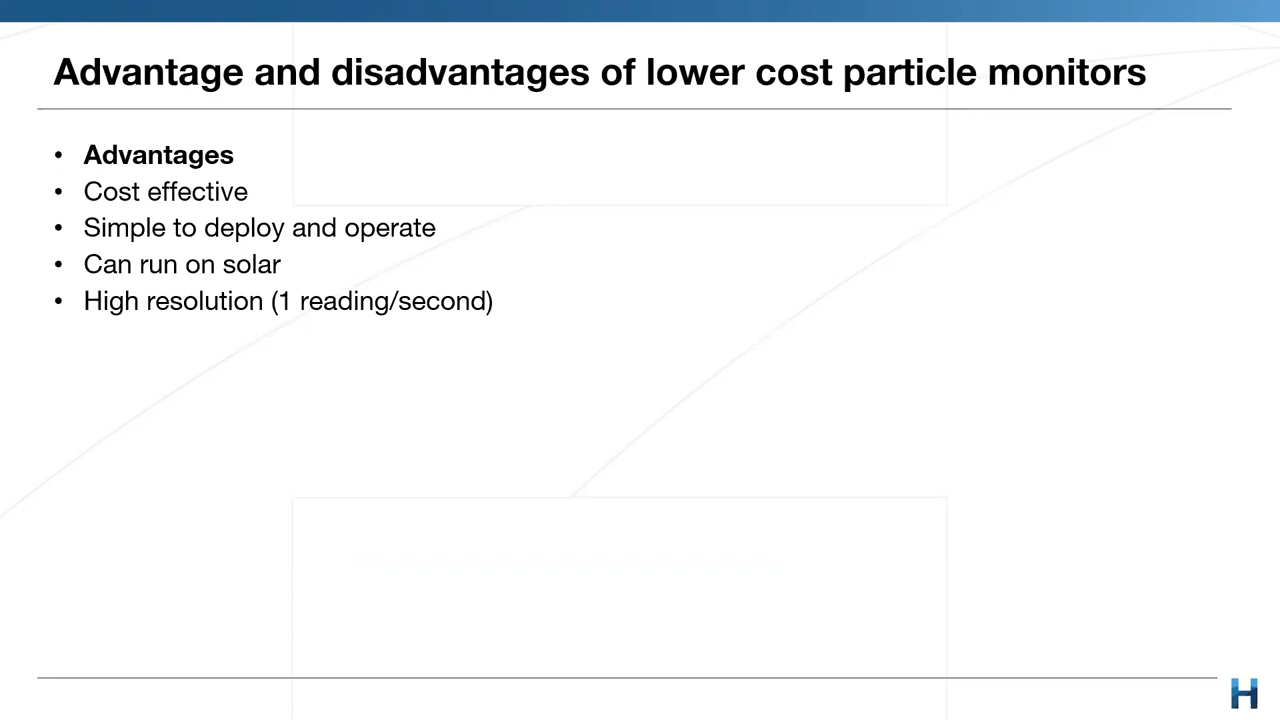 Advantage and disadvantages of lower cost particle monitors
• Advantages
• Cost effective
• Simple to deploy and operate
• Can run on solar
• High resolution (1 reading/second)
H